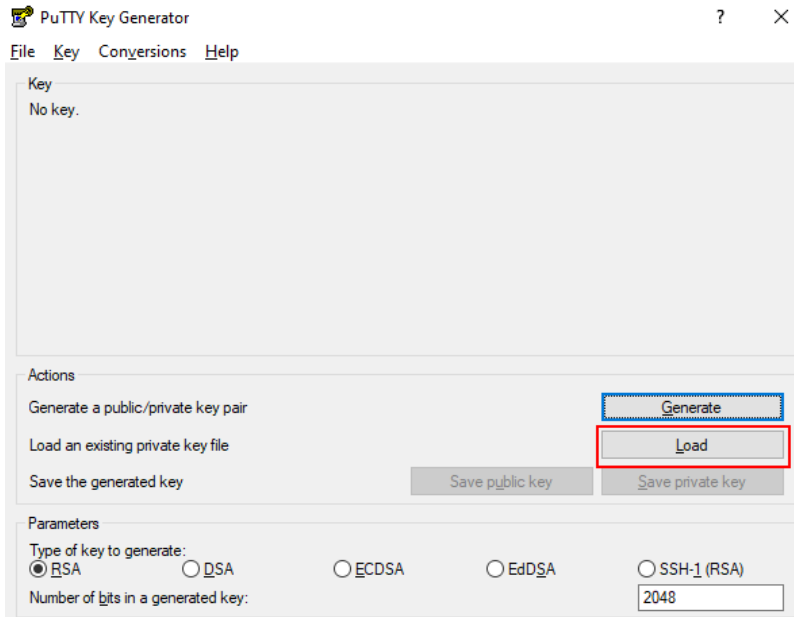 PuTTY Key Generator
?
File Key Conversions Help
Key
No key.
Actions
Generate a public/private key pair
Generate
Load an existing private key file
Load
Save the generated key
Save public key
Save private key
Parameters
Type of key to generate:
RSA
DSA
ECDSA
EdDSA
SSH-1 (RSA)
Number of bits in a generated key:
2048